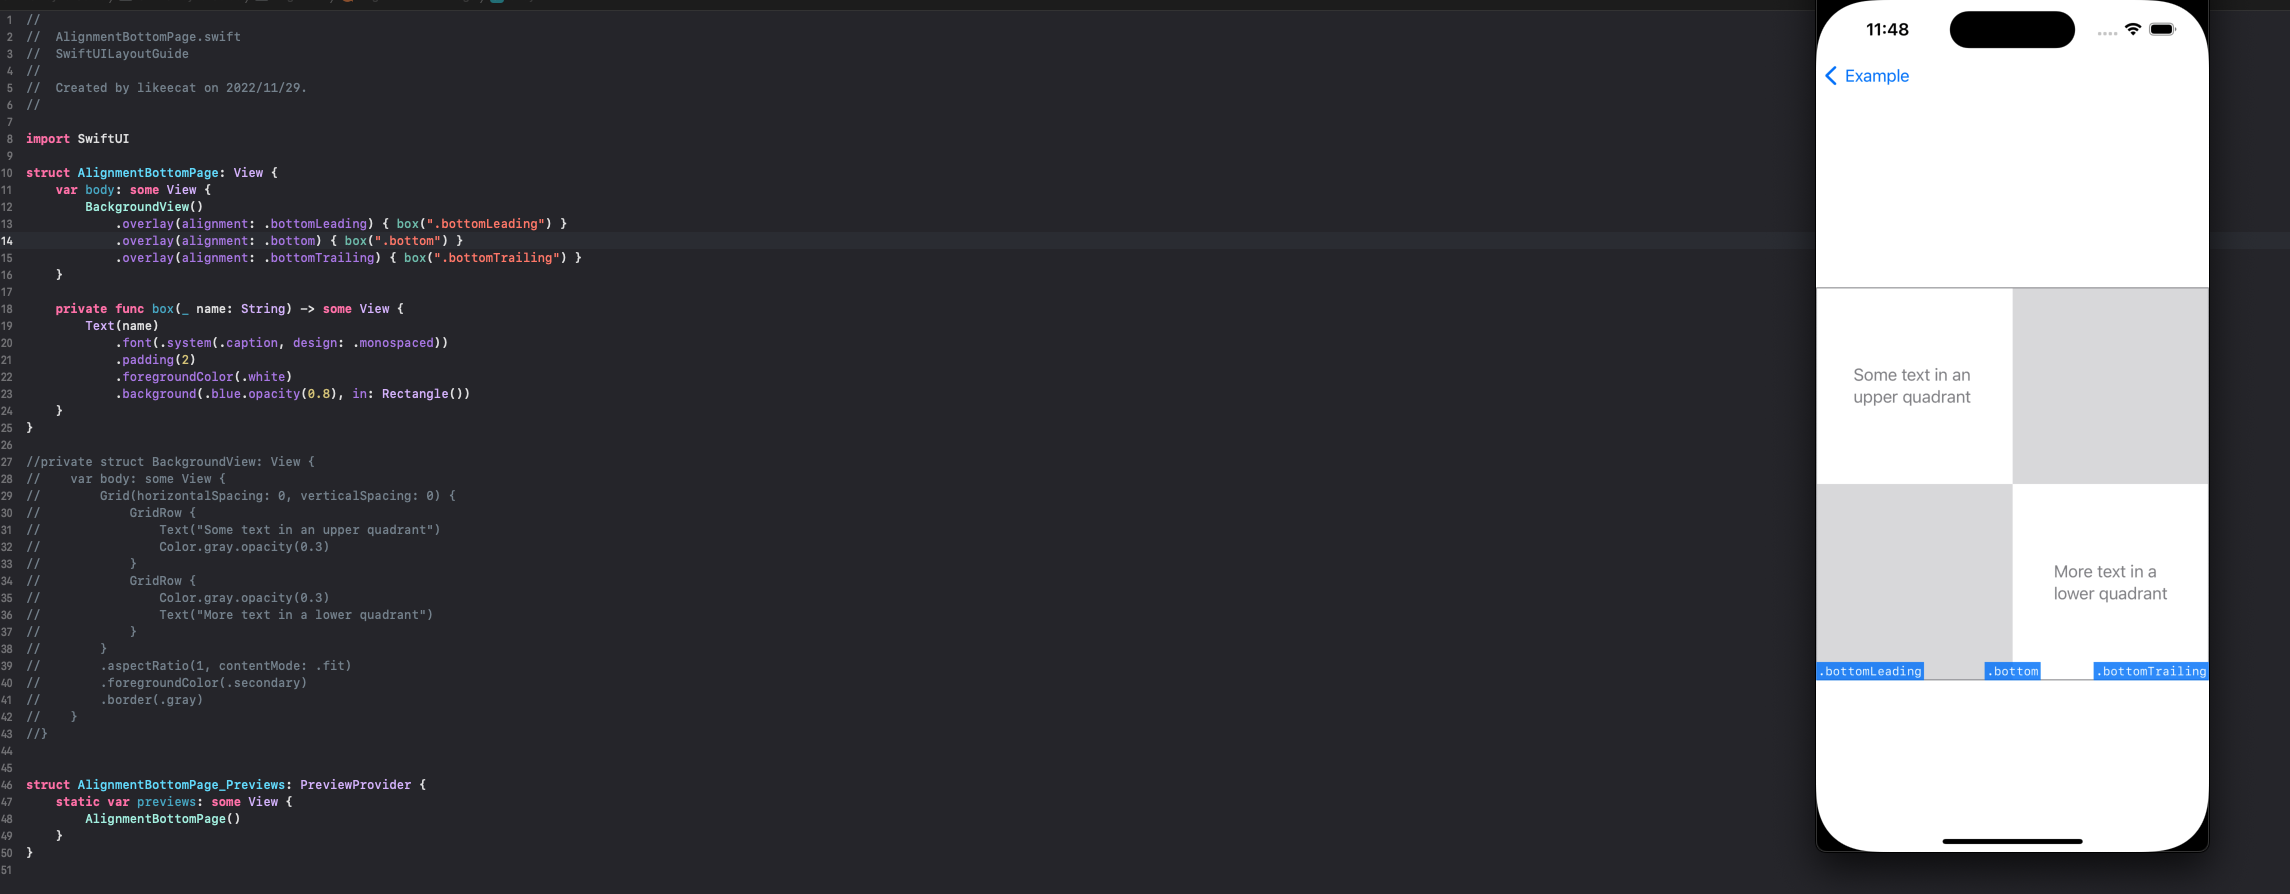 1 //
2 //  AlignmentBottomPage.swift
3 //  SwiftUILayoutGuide
4 //
5 //  Created by likeecat on 2022/11/29.
6 //
7
8 import SwiftUI
9
10 struct AlignmentBottomPage: View {
11     var body: some View {
12         BackgroundView()
13             .overlay(alignment: .bottomLeading) { box(".bottomLeading") }
14             .overlay(alignment: .bottom) { box(".bottom") }
15             .overlay(alignment: .bottomTrailing) { box(".bottomTrailing") }
16     }
17
18     private func box(_ name: String) -> some View {
19         Text(name)
20             .font(.system(.caption, design: .monospaced))
21             .padding(2)
22             .foregroundColor(.white)
23             .background(.blue.opacity(0.8), in: Rectangle())
24     }
25 }
26
27 //private struct BackgroundView: View {
28 //    var body: some View {
29 //        Grid(horizontalSpacing: 0, verticalSpacing: 0) {
30 //            GridRow {
31 //                Text("Some text in an upper quadrant")
32 //                Color.gray.opacity(0.3)
33 //            }
34 //            GridRow {
35 //                Color.gray.opacity(0.3)
36 //                Text("More text in a lower quadrant")
37 //            }
38 //        }
39 //        .aspectRatio(1, contentMode: .fit)
40 //        .foregroundColor(.secondary)
41 //        .border(.gray)
42 //    }
43 //}
44
45
46 struct AlignmentBottomPage_Previews: PreviewProvider {
47     static var previews: some View {
48         AlignmentBottomPage()
49     }
50 }
51
11:48
Example
Some text in an
upper quadrant
More text in a
lower quadrant
.bottomLeading
.bottom
.bottomTrailing